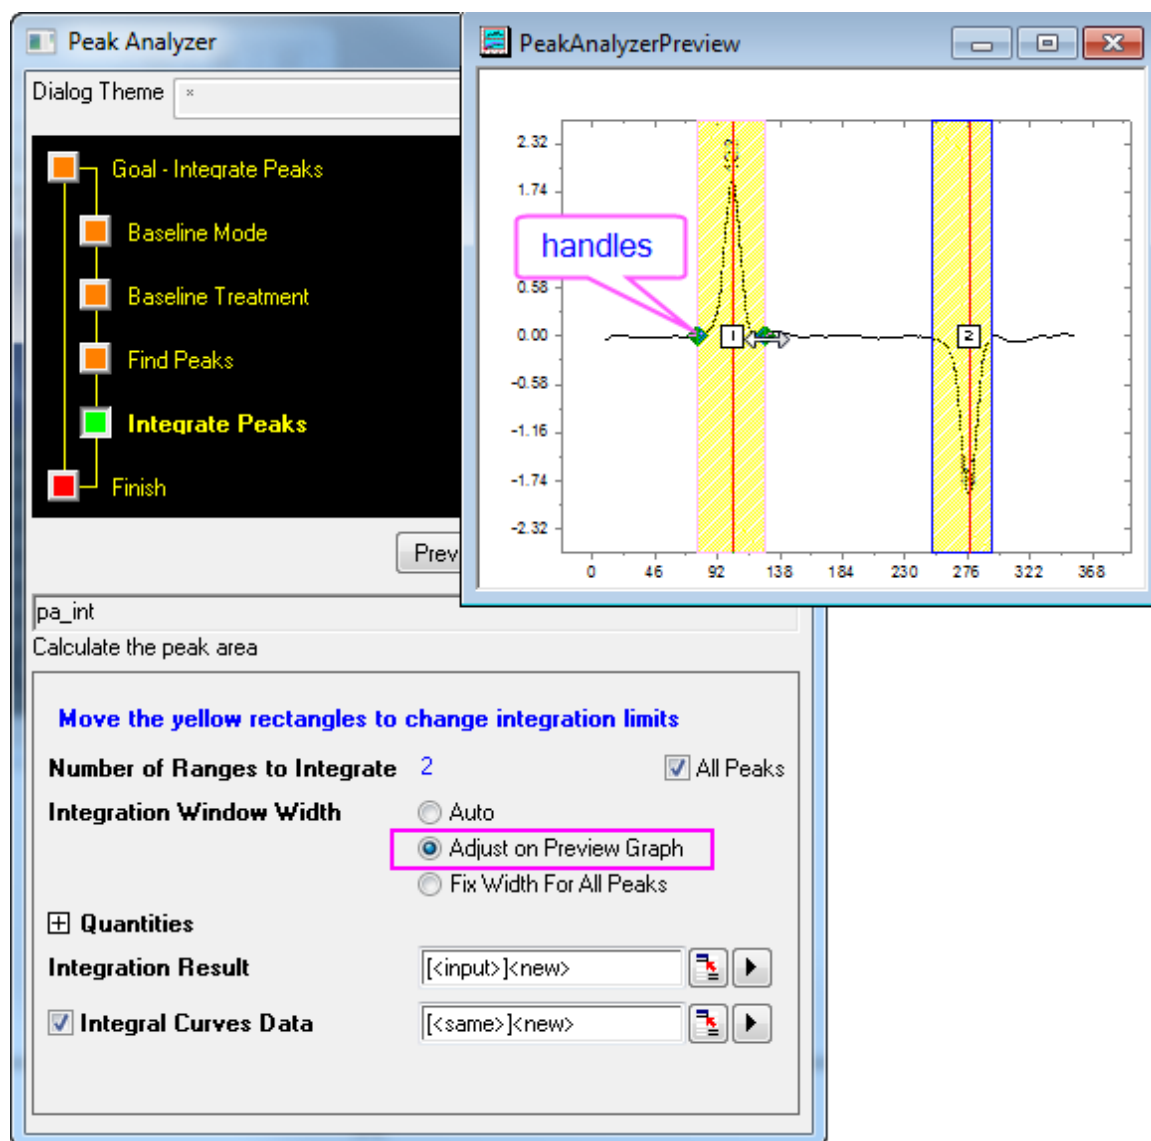 Peak Analyzer
Dialog Theme
*
Goal - Integrate Peaks
Baseline Mode
Baseline Treatment
Find Peaks
Integrate Peaks
Finish
Prev
PeakAnalyzerPreview
2.32
1.74
handles
0.58
0.00
1
2
-0.58
-1.16
-1.74
-2.32
0 46 92 138 184 230 276 322 368
pa_int
Calculate the peak area
Move the yellow rectangles to change integration limits
Number of Ranges to Integrate 2 All Peaks
Integration Window Width Auto
Adjust on Preview Graph
Fix Width For All Peaks
Quantities
Integration Result [<input>]<new>
Integral Curves Data [<same>]<new>